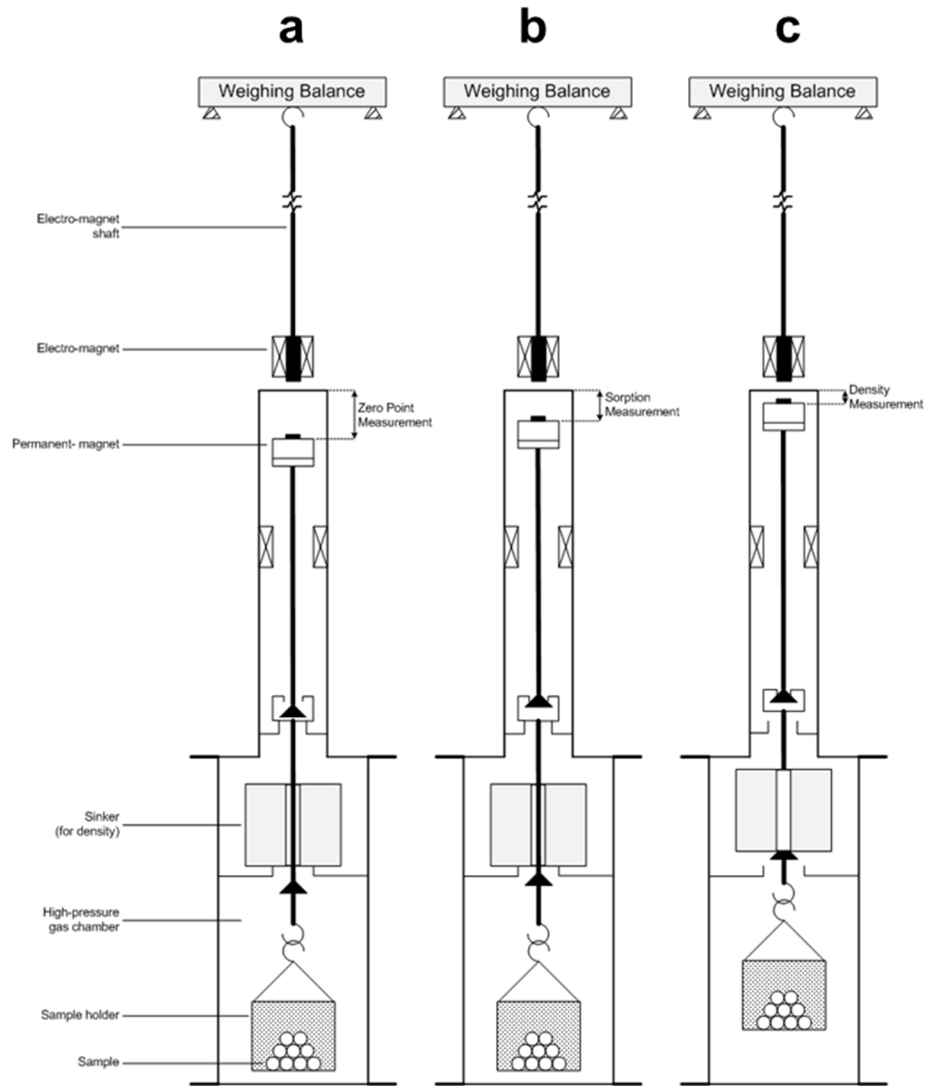 a
b
c
Weighing Balance
Weighing Balance
Weighing Balance
Electro-magnet
shaft
Electro-magnet
Zero Point
Measurement
Sorption
Measurement
Density
Measurement
Permanent- magnet
Sinker
(for density)
High-pressure
gas chamber
Sample holder
Sample